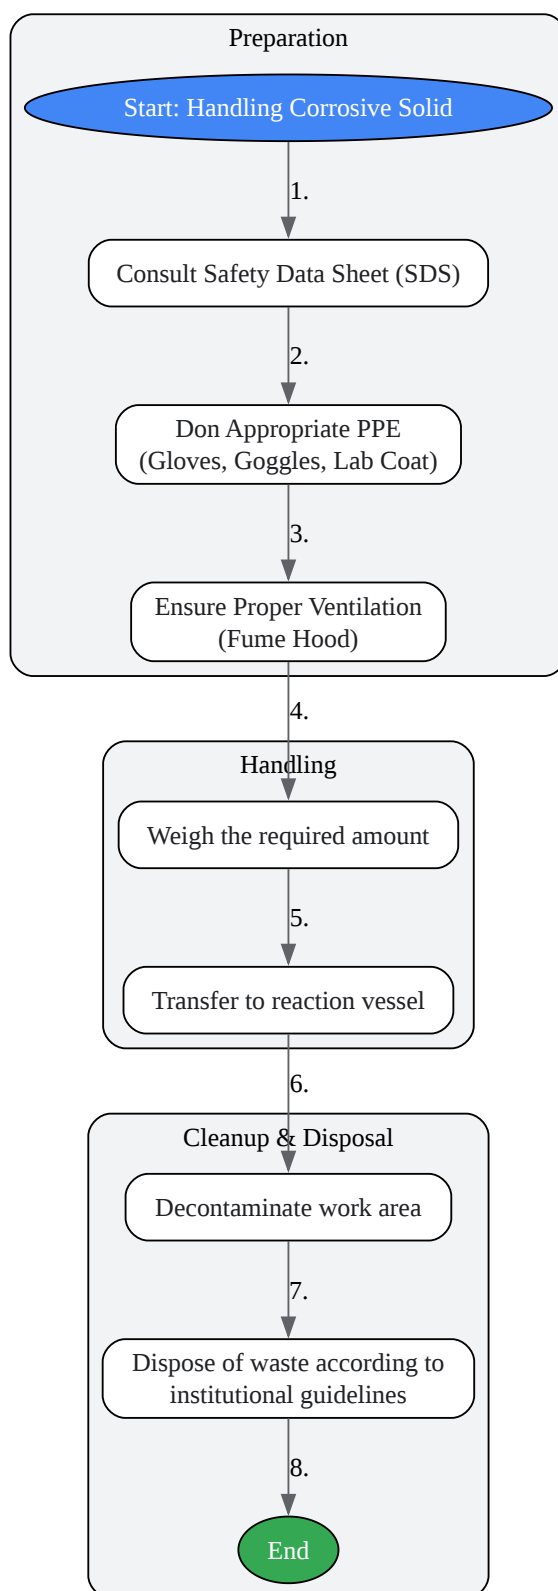 Preparation
Start: Handling Corrosive Solid
1.
Consult Safety Data Sheet (SDS)
2.
Don Appropriate PPE
(Gloves, Goggles, Lab Coat)
3.
Ensure Proper Ventilation
(Fume Hood)
4.
Handling
Weigh the required amount
5.
Transfer to reaction vessel
6.
Cleanup & Disposal
Decontaminate work area
7.
Dispose of waste according to
institutional guidelines
8.
End